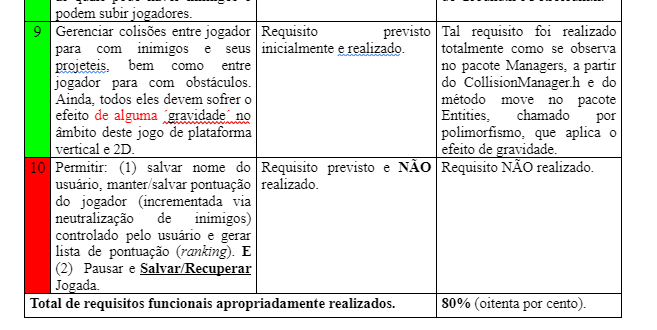 podem subir jogadores.
9 Gerenciar colisões entre jogador para com inimigos e seus projeteis, bem como entre jogador para com obstáculos. Ainda, todos eles devem sofrer o efeito de alguma ´gravidade´ no âmbito deste jogo de plataforma vertical e 2D.
Requisito previsto inicialmente e realizado.
Tal requisito foi realizado totalmente como se observa no pacote Managers, a partir do CollisionManager.h e do método move no pacote Entities, chamado por polimorfismo, que aplica o efeito de gravidade.
10 Permitir: (1) salvar nome do usuário, manter/salvar pontuação do jogador (incrementada via neutralização de inimigos) controlado pelo usuário e gerar lista de pontuação (ranking). E (2) Pausar e Salvar/Recuperar Jogada.
Requisito previsto e NÃO realizado.
Requisito NÃO realizado.
Total de requisitos funcionais apropriadamente realizados.
80% (oitenta por cento).